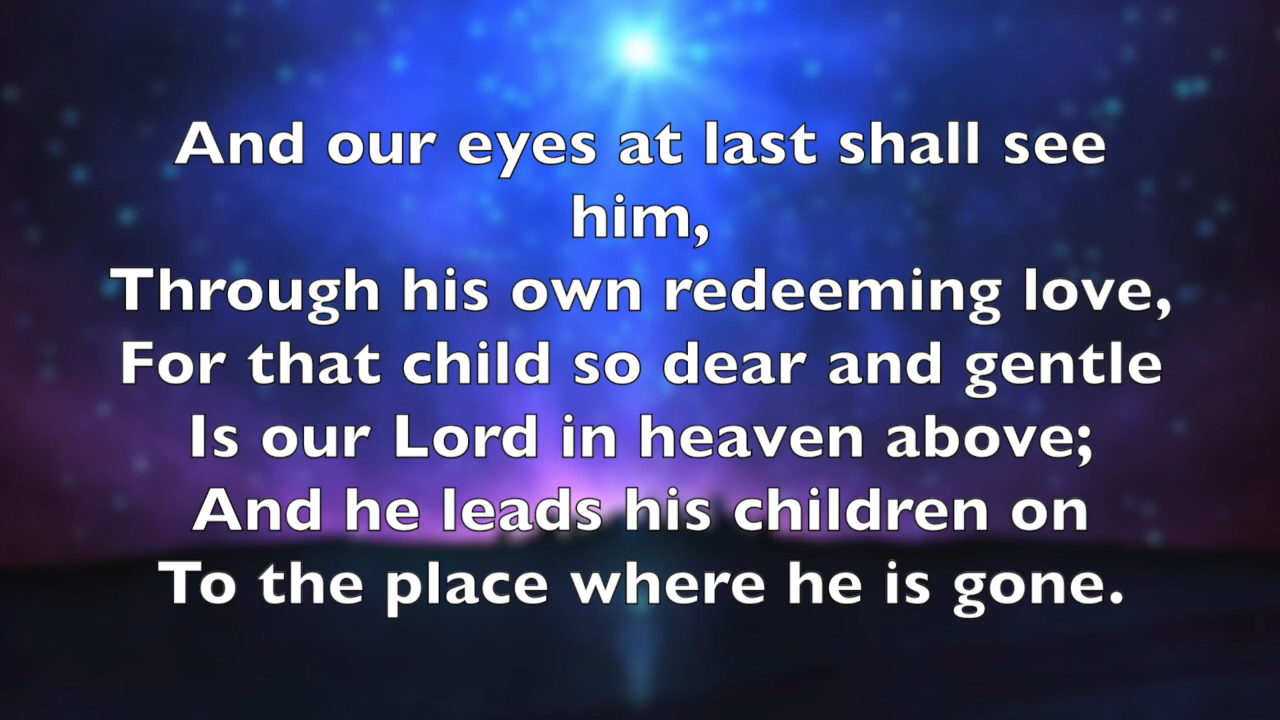 And our eyes at last shall see
him,
Through his own redeeming love,
For that child so dear and gentle
Is our Lord in heaven above;
And he leads his children on
To the place where he is gone.